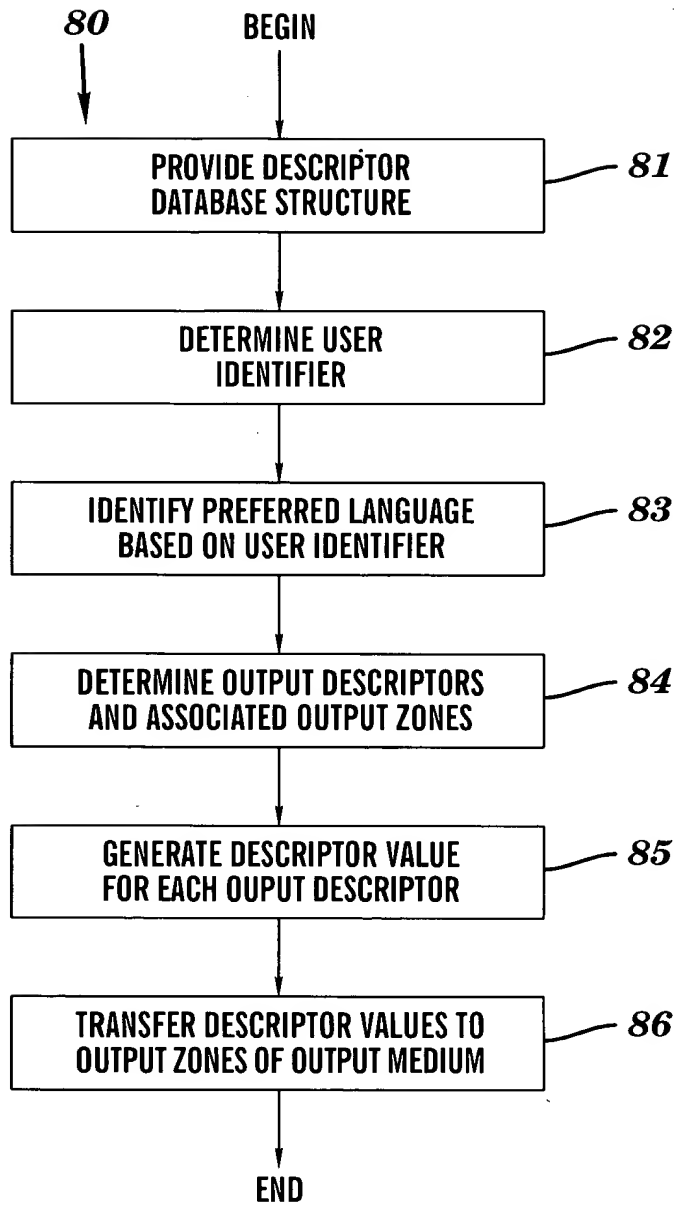 80
BEGIN
PROVIDE DESCRIPTOR
DATABASE STRUCTURE
81
DETERMINE USER
IDENTIFIER
82
IDENTIFY PREFERRED LANGUAGE
BASED ON USER IDENTIFIER
83
DETERMINE OUTPUT DESCRIPTORS
AND ASSOCIATED OUTPUT ZONES
84
GENERATE DESCRIPTOR VALUE
FOR EACH OUPUT DESCRIPTOR
85
TRANSFER DESCRIPTOR VALUES TO
OUTPUT ZONES OF OUTPUT MEDIUM
86
END